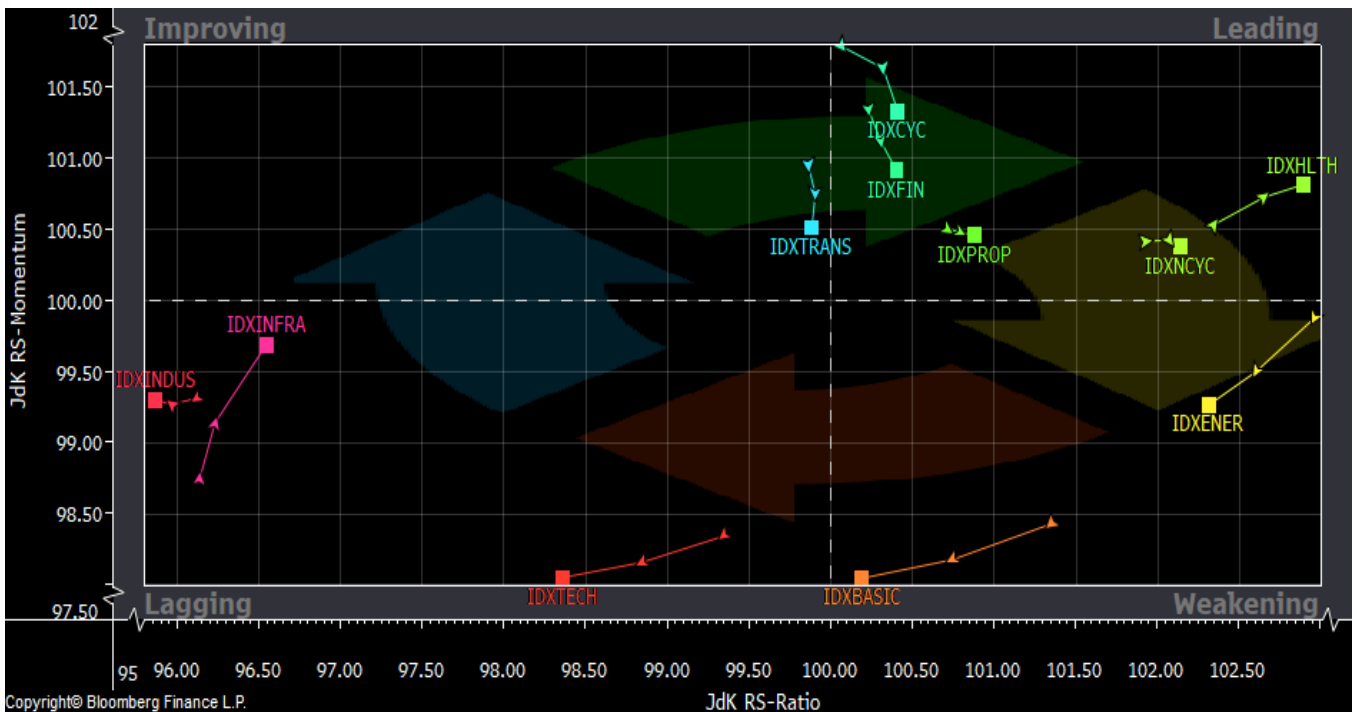 102
Improving
Leading
101.50
IDXCYC
101.00
IDXHLTH
IDXFIN
100.50
IDXTRANS
IDXPROP
IDXNCYC
100.00
JdK RS-Momentum
IDXINFRA
99.50
IDXINDUS
IDXENER
99.00
98.50
IDXTECH
IDXBASIC
97.50
Lagging
Weakening
95
96.00 96.50 97.00 97.50 98.00 98.50 99.00 99.50 100.00 100.50 101.00 101.50 102.00 102.50
Copyright© Bloomberg Finance L.P.
JdK RS-Ratio